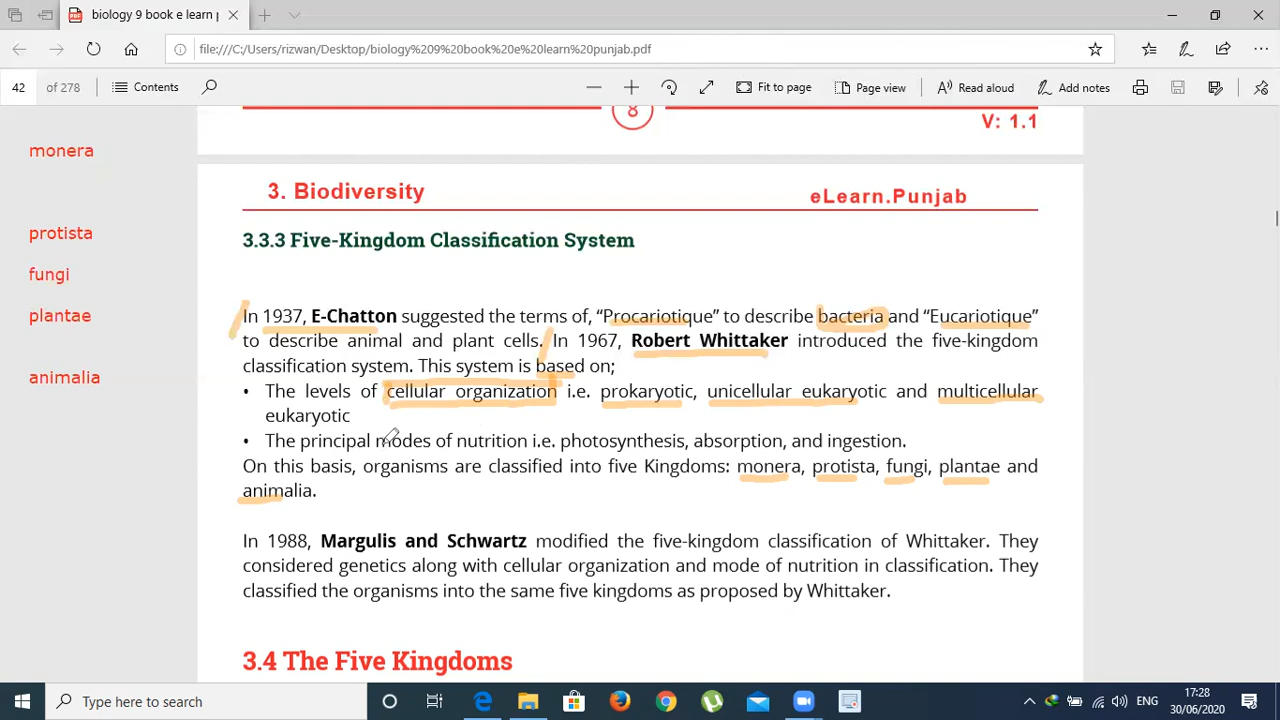 biology 9 book e learn p
file:///C:/Users/rizwan/Desktop/biology%209%20book%20e%20learn%20punjab.pdf
42 of 278 Contents Fit to page Page view Read aloud Add notes
8
V: 1.1
monera
protista
fungi
plantae
animalia
3. Biodiversity eLearn.Punjab
3.3.3 Five-Kingdom Classification System
In 1937, E-Chatton suggested the terms of, “Procariotique” to describe bacteria and “Eucariotique”
to describe animal and plant cells. In 1967, Robert Whittaker introduced the five-kingdom
classification system. This system is based on;
• The levels of cellular organization i.e. prokaryotic, unicellular eukaryotic and multicellular
eukaryotic
• The principal modes of nutrition i.e. photosynthesis, absorption, and ingestion.
On this basis, organisms are classified into five Kingdoms: monera, protista, fungi, plantae and
animalia.
In 1988, Margulis and Schwartz modified the five-kingdom classification of Whittaker. They
considered genetics along with cellular organization and mode of nutrition in classification. They
classified the organisms into the same five kingdoms as proposed by Whittaker.
3.4 The Five Kingdoms
Type here to search
ENG
17:28
30/06/2020